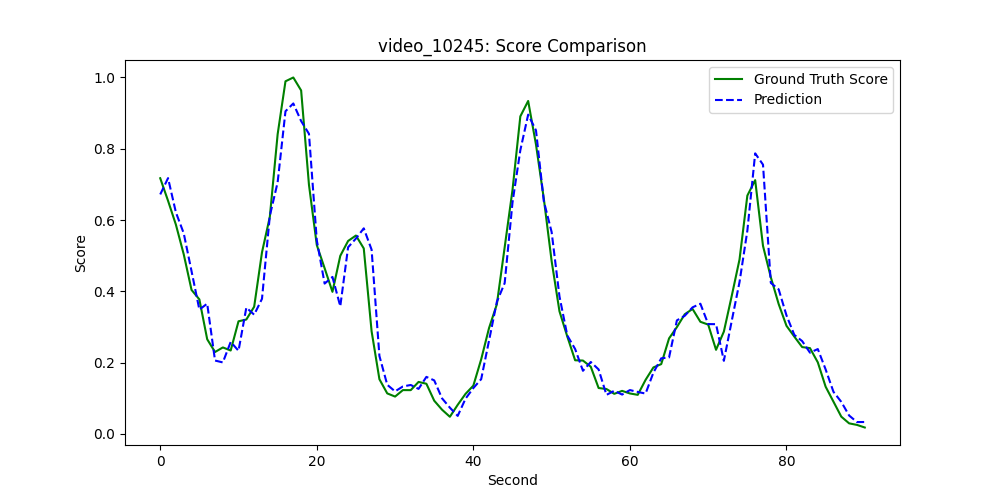 video_10245: Score Comparison
Ground Truth Score
Prediction
1.0
0.8
0.6
0.4
0.2
0.0
Score
0 20 40 60 80
Second